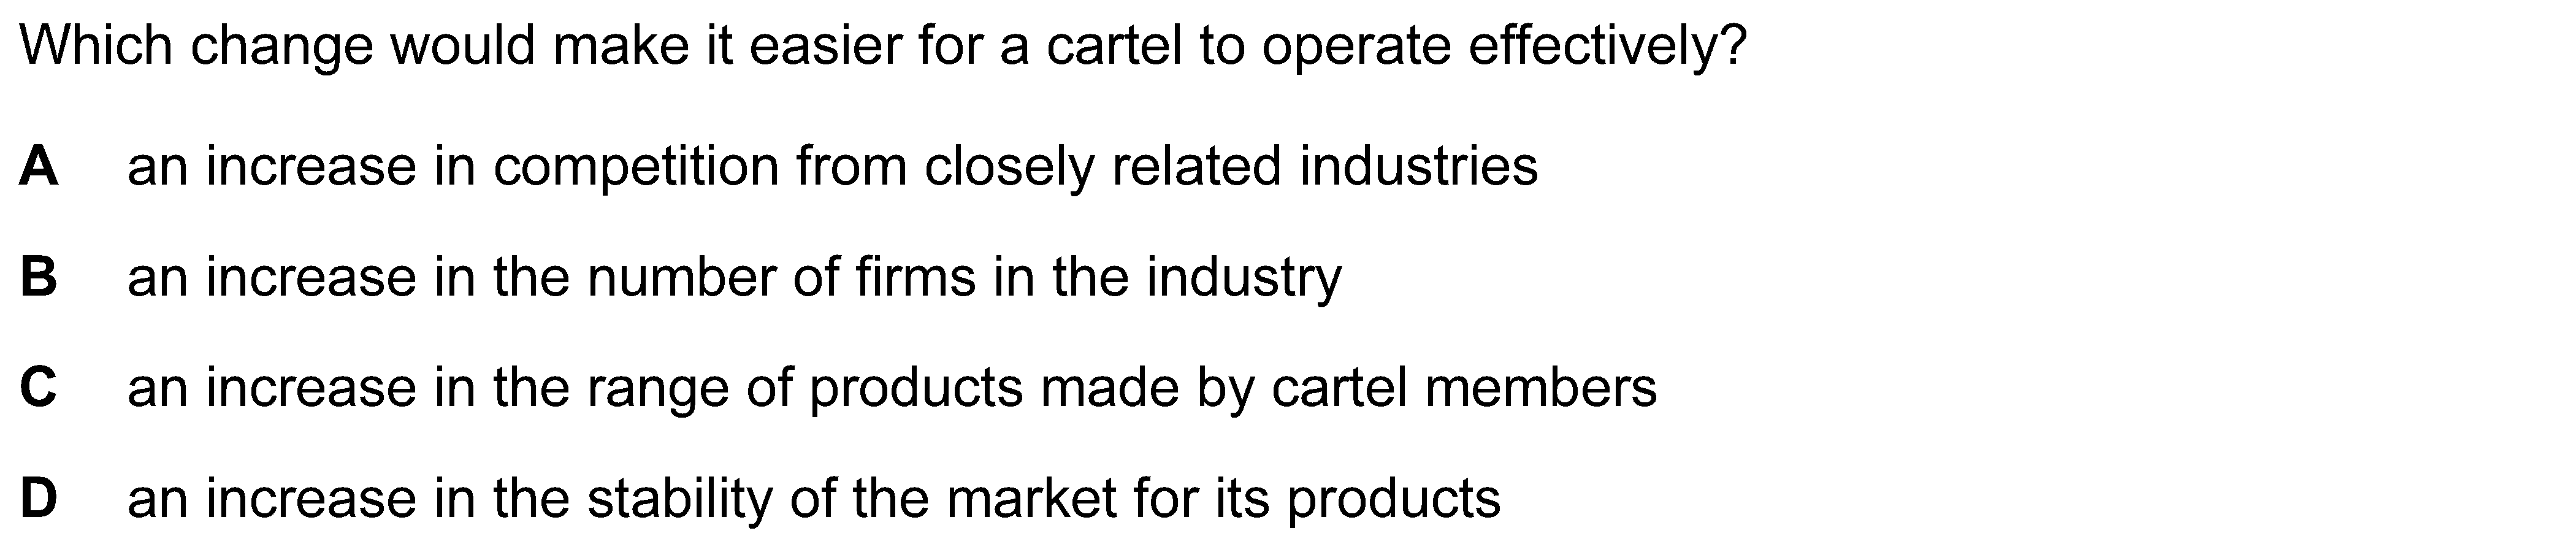 Which change would make it easier for a cartel to operate effectively?
A an increase in competition from closely related industries
B an increase in the number of firms in the industry
C an increase in the range of products made by cartel members
D an increase in the stability of the market for its products